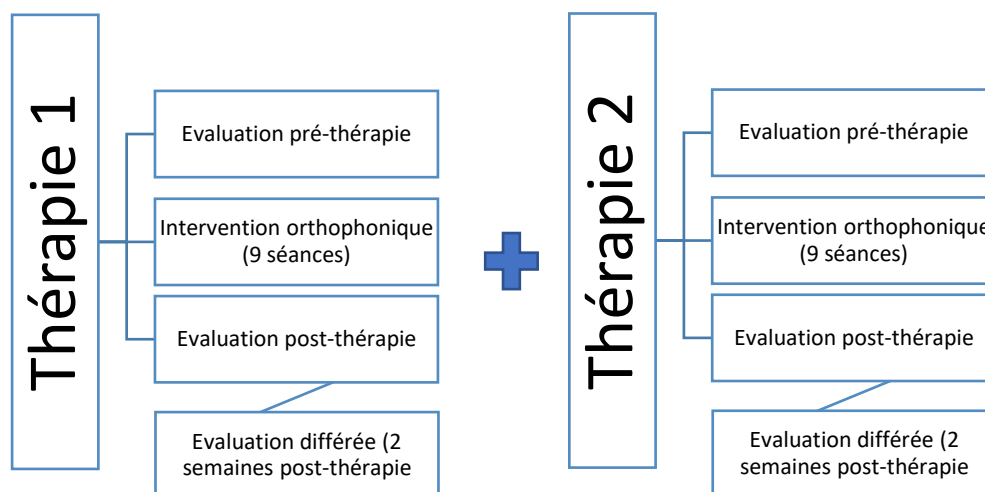 Thérapie 1
Evaluation pré-thérapie
Intervention orthophonique
(9 séances)
Evaluation post-thérapie
Evaluation différée (2
semaines post-thérapie
Thérapie 2
Evaluation pré-thérapie
Intervention orthophonique
(9 séances)
Evaluation post-thérapie
Evaluation différée (2
semaines post-thérapie